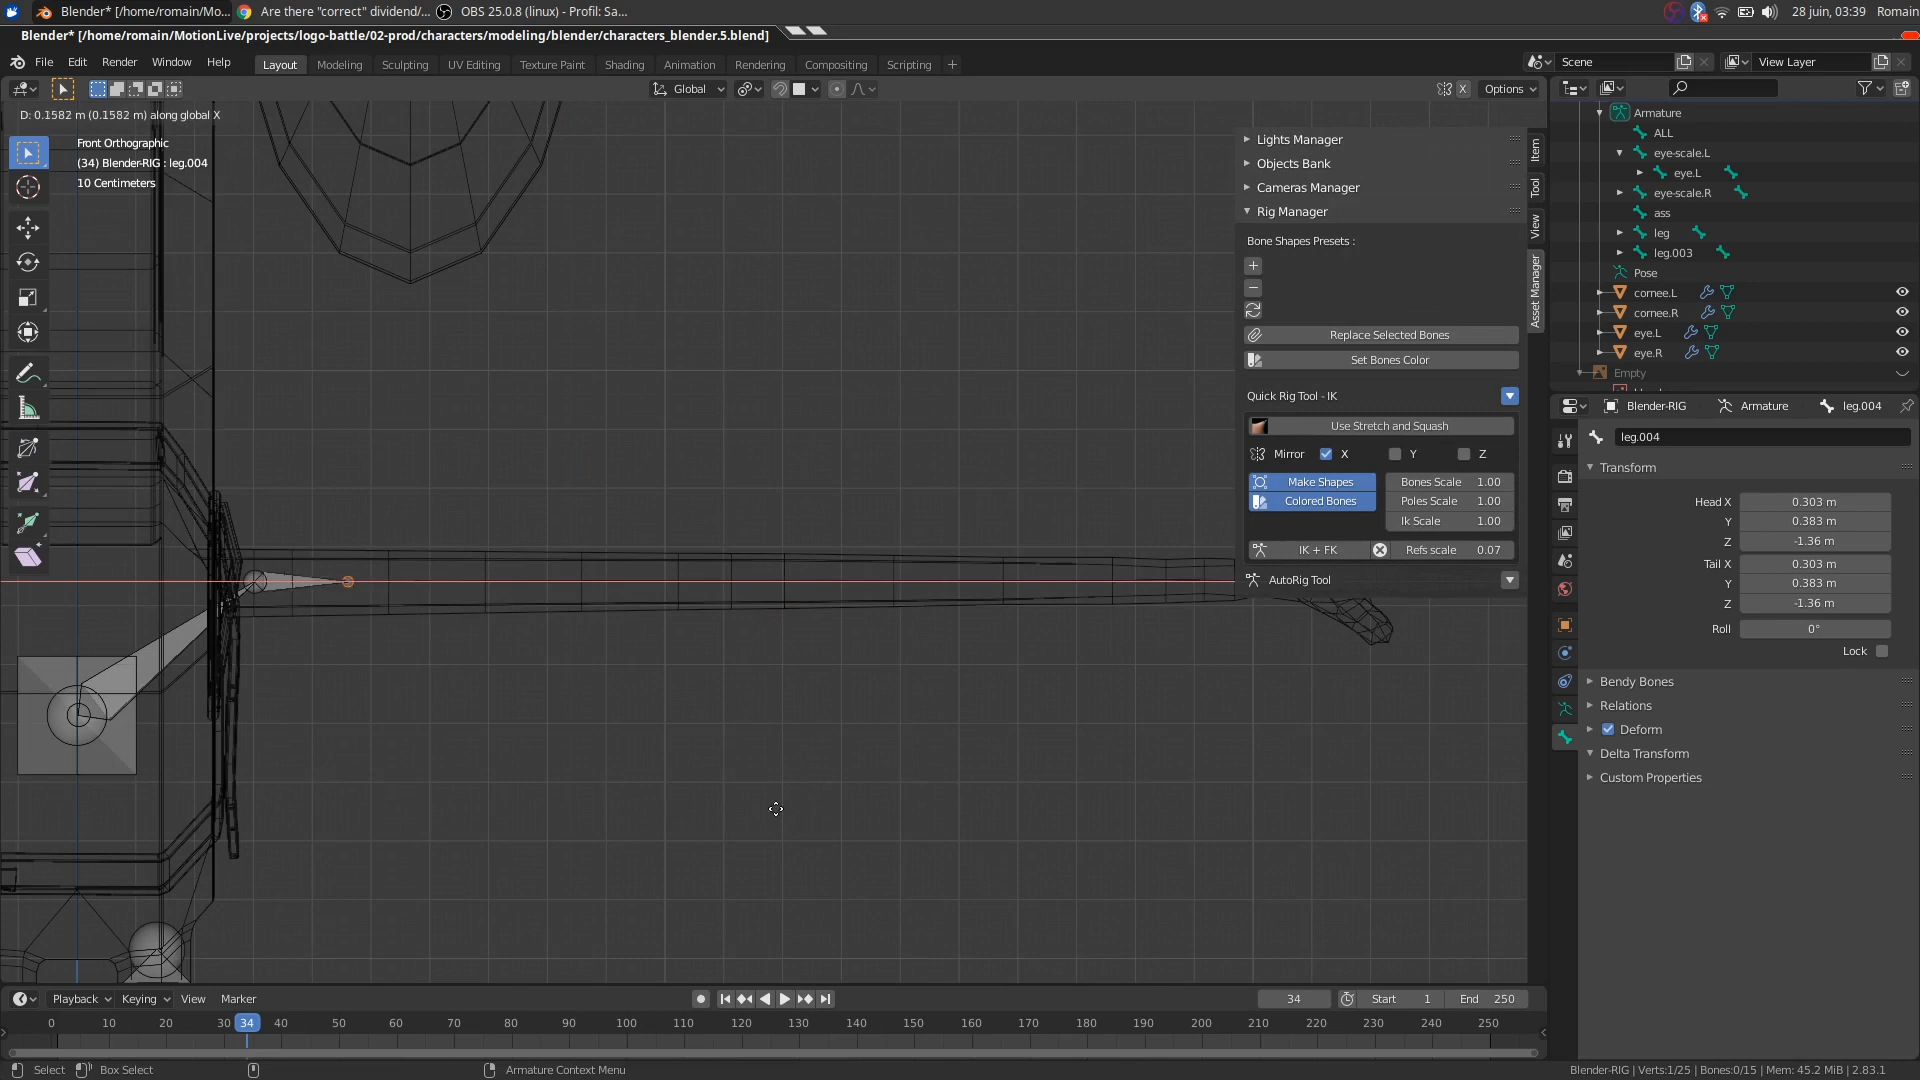 Blender* [/home/romain/Mo...
Are there "correct" dividend/...
OBS 25.0.8 (linux) - Profil: Sa...
28 juin, 03:39 Romain
Blender* [/home/romain/MotionLive/projects/logo-battle/02-prod/characters/modeling/blender/characters_blender.5.blend]
File Edit Render Window Help
Layout Modeling Sculpting UV Editing Texture Paint Shading Animation Rendering Compositing Scripting +
Scene
View Layer
Global
X
Options
D: 0.1582 m (0.1582 m) along global X
Front Orthographic
(34) Blender-RIG : leg.004
10 Centimeters
Lights Manager
Objects Bank
Cameras Manager
Rig Manager
Bone Shapes Presets :
Replace Selected Bones
Set Bones Color
Quick Rig Tool - IK
Use Stretch and Squash
Mirror X Y Z
Make Shapes
Bones Scale 1.00
Colored Bones
Poles Scale 1.00
Ik Scale 1.00
IK + FK
Refs scale 0.07
AutoRig Tool
Item
Tool
View
Asset Manager
Armature
ALL
eye-scale.L
eye.L
eye-scale.R
ass
leg
leg.003
Pose
cornee.L
cornee.R
eye.L
eye.R
Empty
Blender-RIG
Armature
leg.004
leg.004
Transform
Head X 0.303 m
Y 0.383 m
Z -1.36 m
Tail X 0.303 m
Y 0.383 m
Z -1.36 m
Roll 0°
Lock
Bendy Bones
Relations
Deform
Delta Transform
Custom Properties
Playback Keying View Marker
34
Start 1
End 250
0 10 20 30 34 40 50 60 70 80 90 100 110 120 130 140 150 160 170 180 190 200 210 220 230 240 250
Select
Box Select
Armature Context Menu
Blender-RIG | Verts:1/25 | Bones:0/15 | Mem: 45.2 MiB | 2.83.1